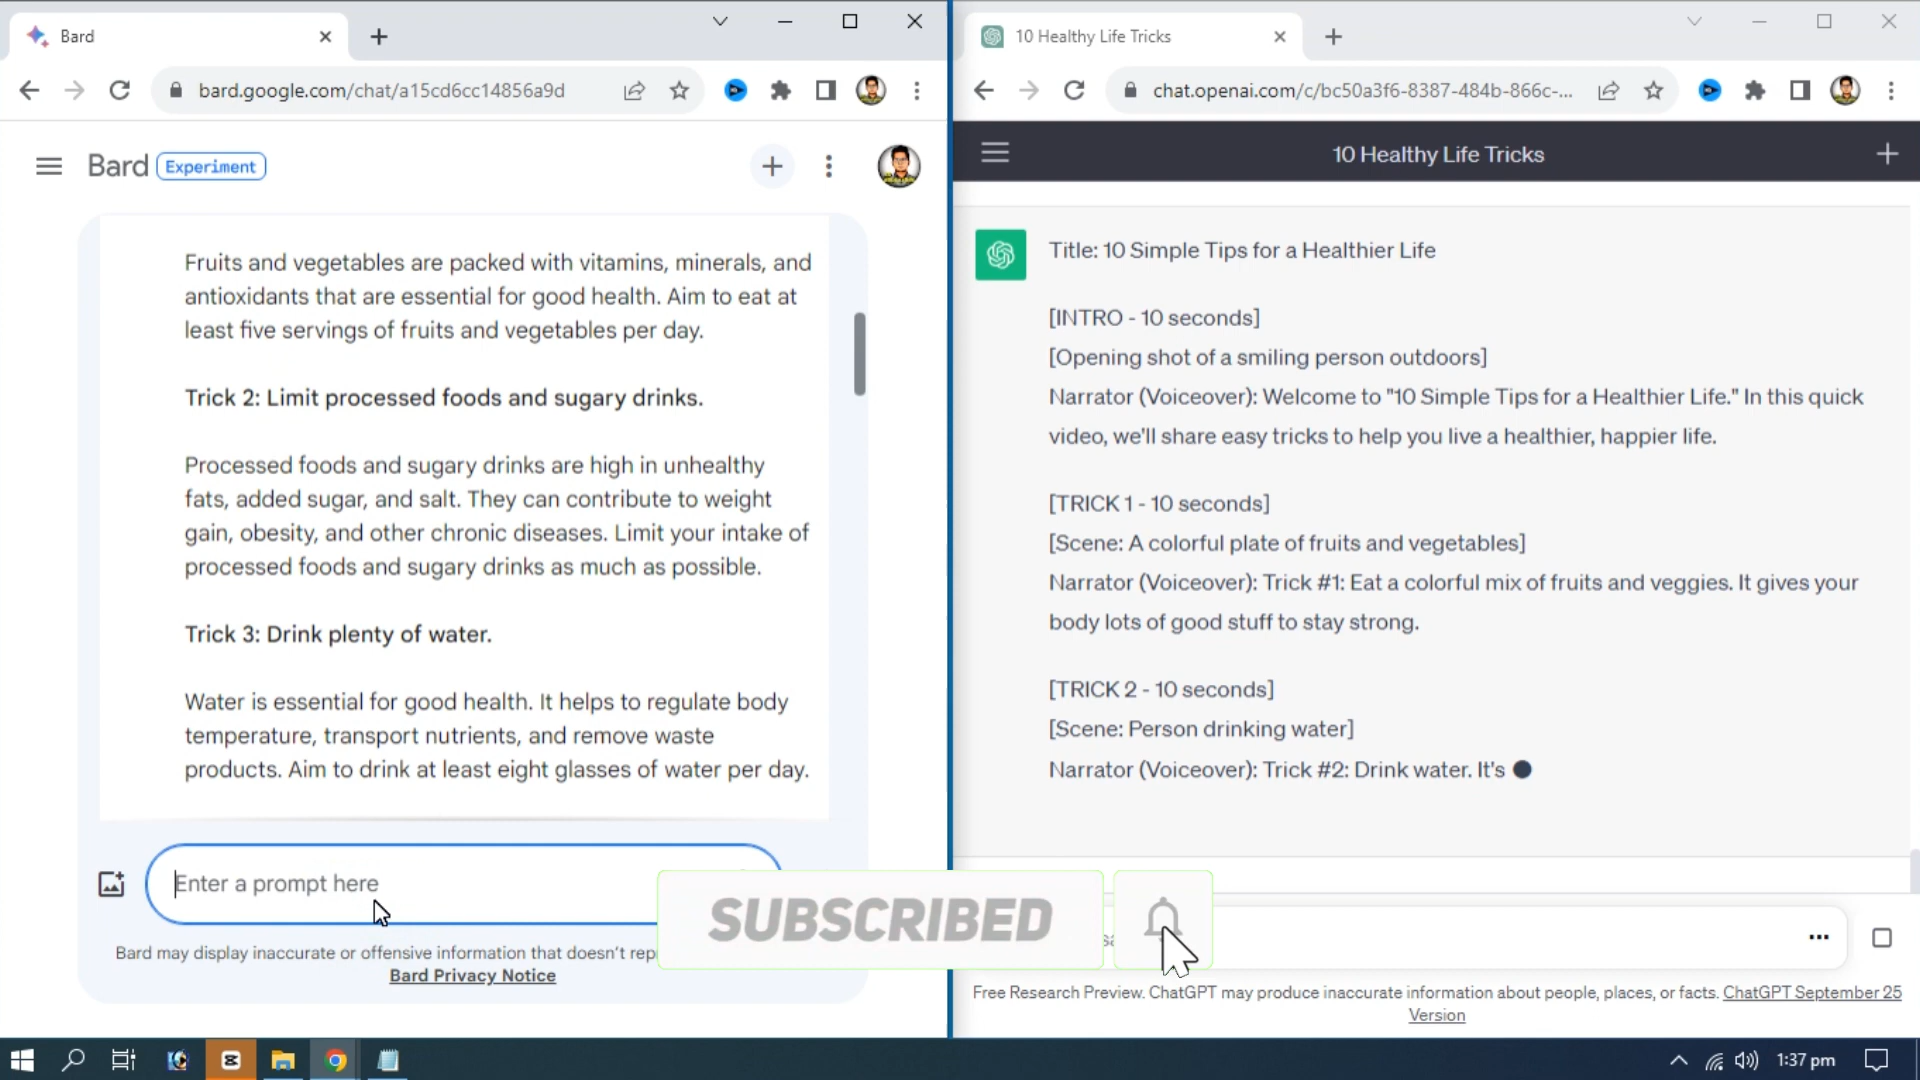 Bard
bard.google.com/chat/a15cd6cc14856a9d
Bard Experiment
Fruits and vegetables are packed with vitamins, minerals, and
antioxidants that are essential for good health. Aim to eat at
least five servings of fruits and vegetables per day.
Trick 2: Limit processed foods and sugary drinks.
Processed foods and sugary drinks are high in unhealthy
fats, added sugar, and salt. They can contribute to weight
gain, obesity, and other chronic diseases. Limit your intake of
processed foods and sugary drinks as much as possible.
Trick 3: Drink plenty of water.
Water is essential for good health. It helps to regulate body
temperature, transport nutrients, and remove waste
products. Aim to drink at least eight glasses of water per day.
Enter a prompt here
Bard may display inaccurate or offensive information that doesn't
Bard Privacy Notice
10 Healthy Life Tricks
chat.openai.com/c/bc50a3f6-8387-484b-866c-...
10 Healthy Life Tricks
Title: 10 Simple Tips for a Healthier Life
[INTRO - 10 seconds]
[Opening shot of a smiling person outdoors]
Narrator (Voiceover): Welcome to "10 Simple Tips for a Healthier Life." In this quick
video, we'll share easy tricks to help you live a healthier, happier life.
[TRICK 1 - 10 seconds]
[Scene: A colorful plate of fruits and vegetables]
Narrator (Voiceover): Trick #1: Eat a colorful mix of fruits and veggies. It gives your
body lots of good stuff to stay strong.
[TRICK 2 - 10 seconds]
[Scene: Person drinking water]
Narrator (Voiceover): Trick #2: Drink water. It's
SUBSCRIBED
Free Research Preview. ChatGPT may produce inaccurate information about people, places, or facts. ChatGPT September 25
Version
1:37 pm